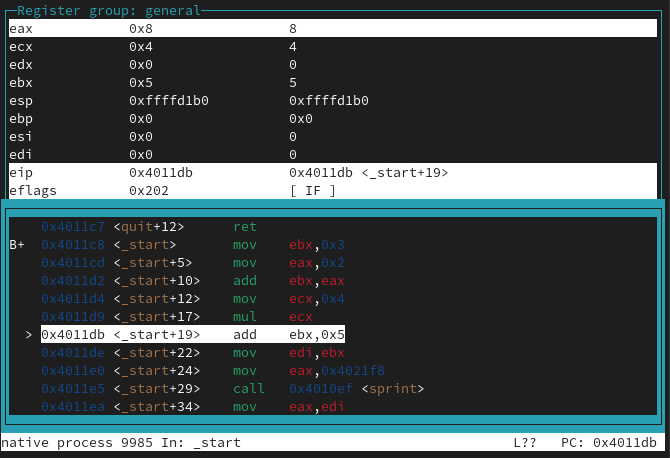 Register group: general
eax 0x8 8
ecx 0x4 4
edx 0x0 0
ebx 0x5 5
esp 0xffffd1b0 0xffffd1b0
ebp 0x0 0x0
esi 0x0 0
edi 0x0 0
eip 0x4011db 0x4011db <_start+19>
eflags 0x202 [ IF ]
0x4011c7 <quit+12> ret
B+ 0x4011c8 <_start> mov ebx,0x3
0x4011cd <_start+5> mov eax,0x2
0x4011d2 <_start+10> add ebx,eax
0x4011d4 <_start+12> mov ecx,0x4
0x4011d9 <_start+17> mul ecx
> 0x4011db <_start+19> add ebx,0x5
0x4011de <_start+22> mov edi,ebx
0x4011e0 <_start+24> mov eax,0x4021f8
0x4011e5 <_start+29> call 0x4010ef <sprint>
0x4011ea <_start+34> mov eax,edi
native process 9985 In: _start L?? PC: 0x4011db